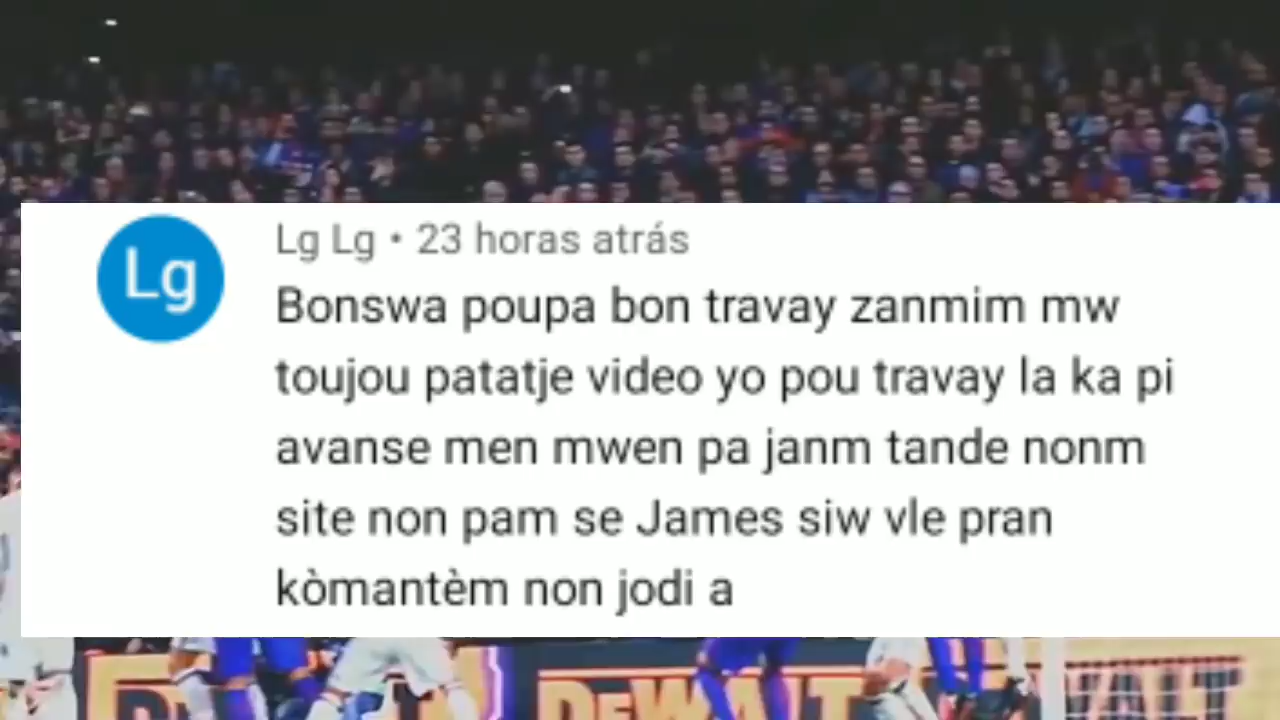 Lg
Lg Lg • 23 horas atrás
Bonswa poupa bon travay zanmim mw
toujou patatje video yo pou travay la ka pi
avanse men mwen pa janm tande nonm
site non pam se James siw vle pran
kòmantèm non jodi a
DEWALT